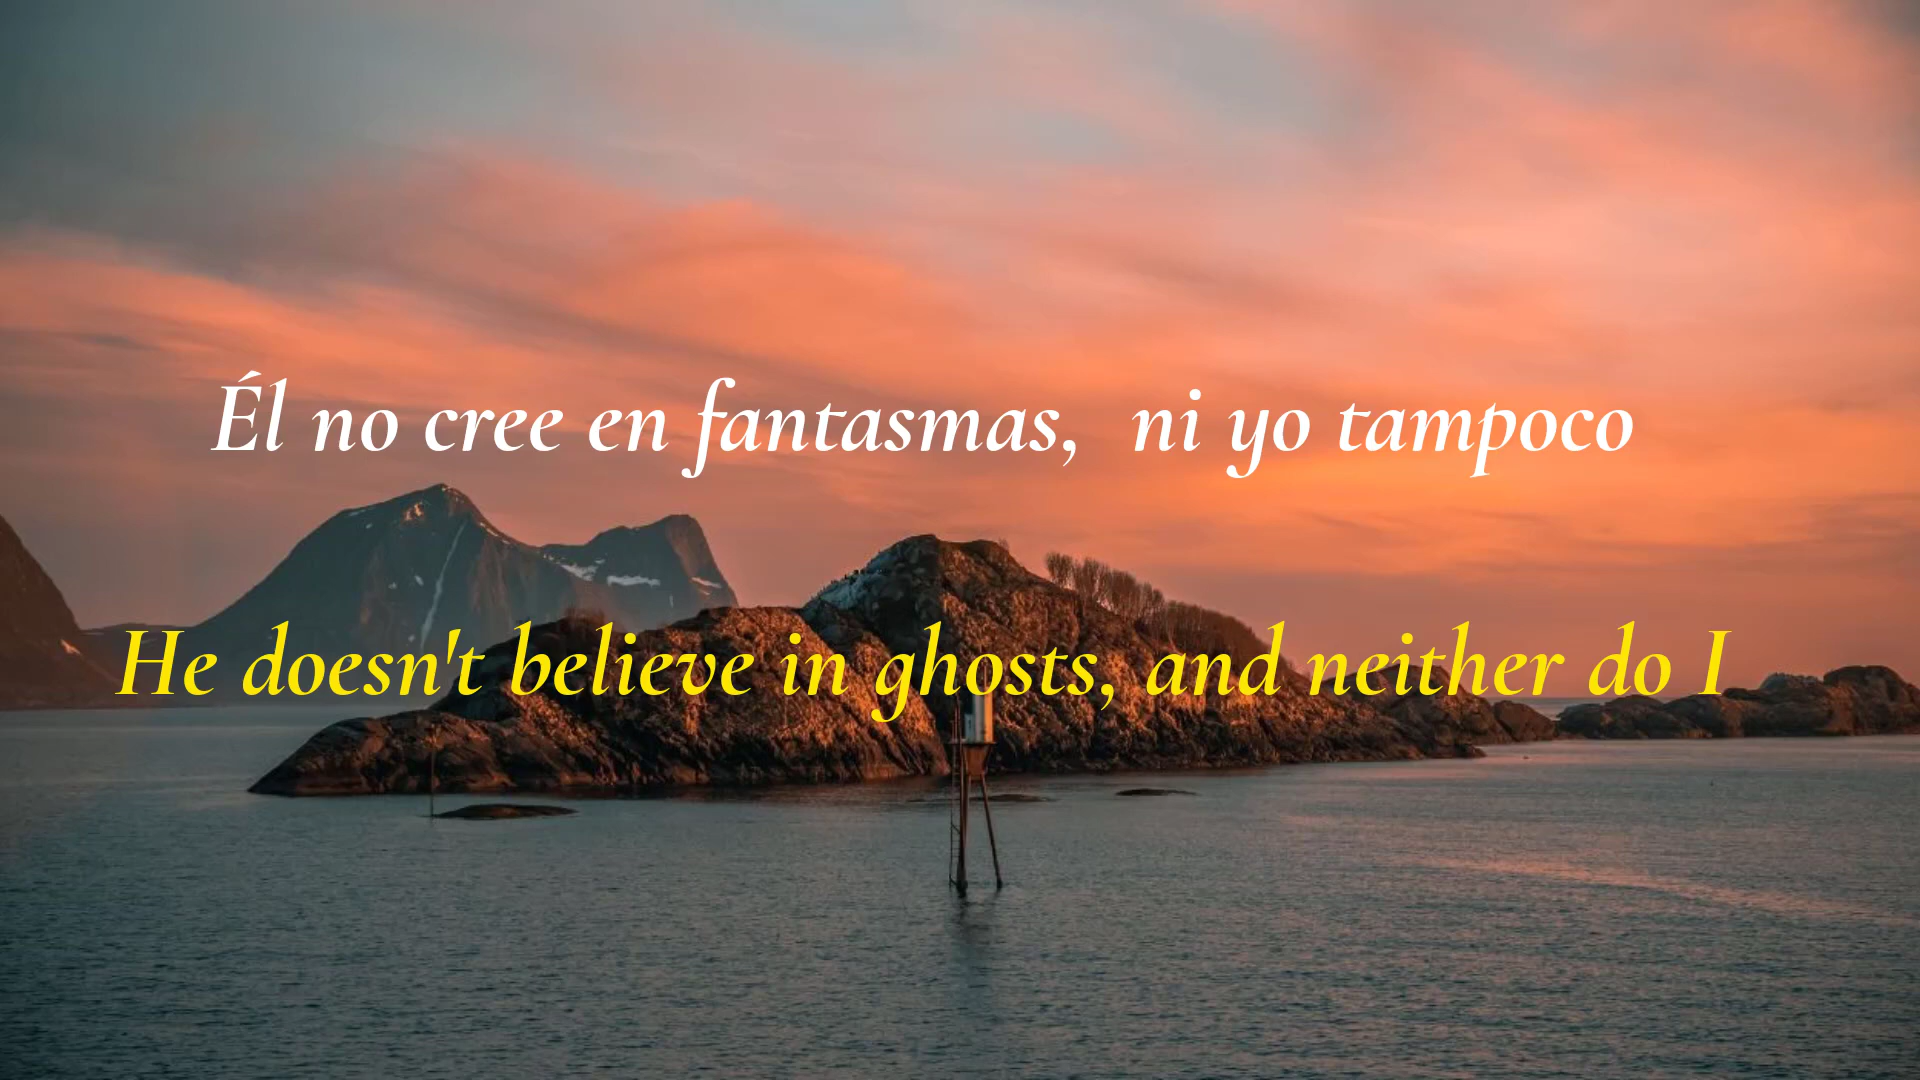 Él no cree en fantasmas,  ni yo tampoco
He doesn't believe in ghosts, and neither do I